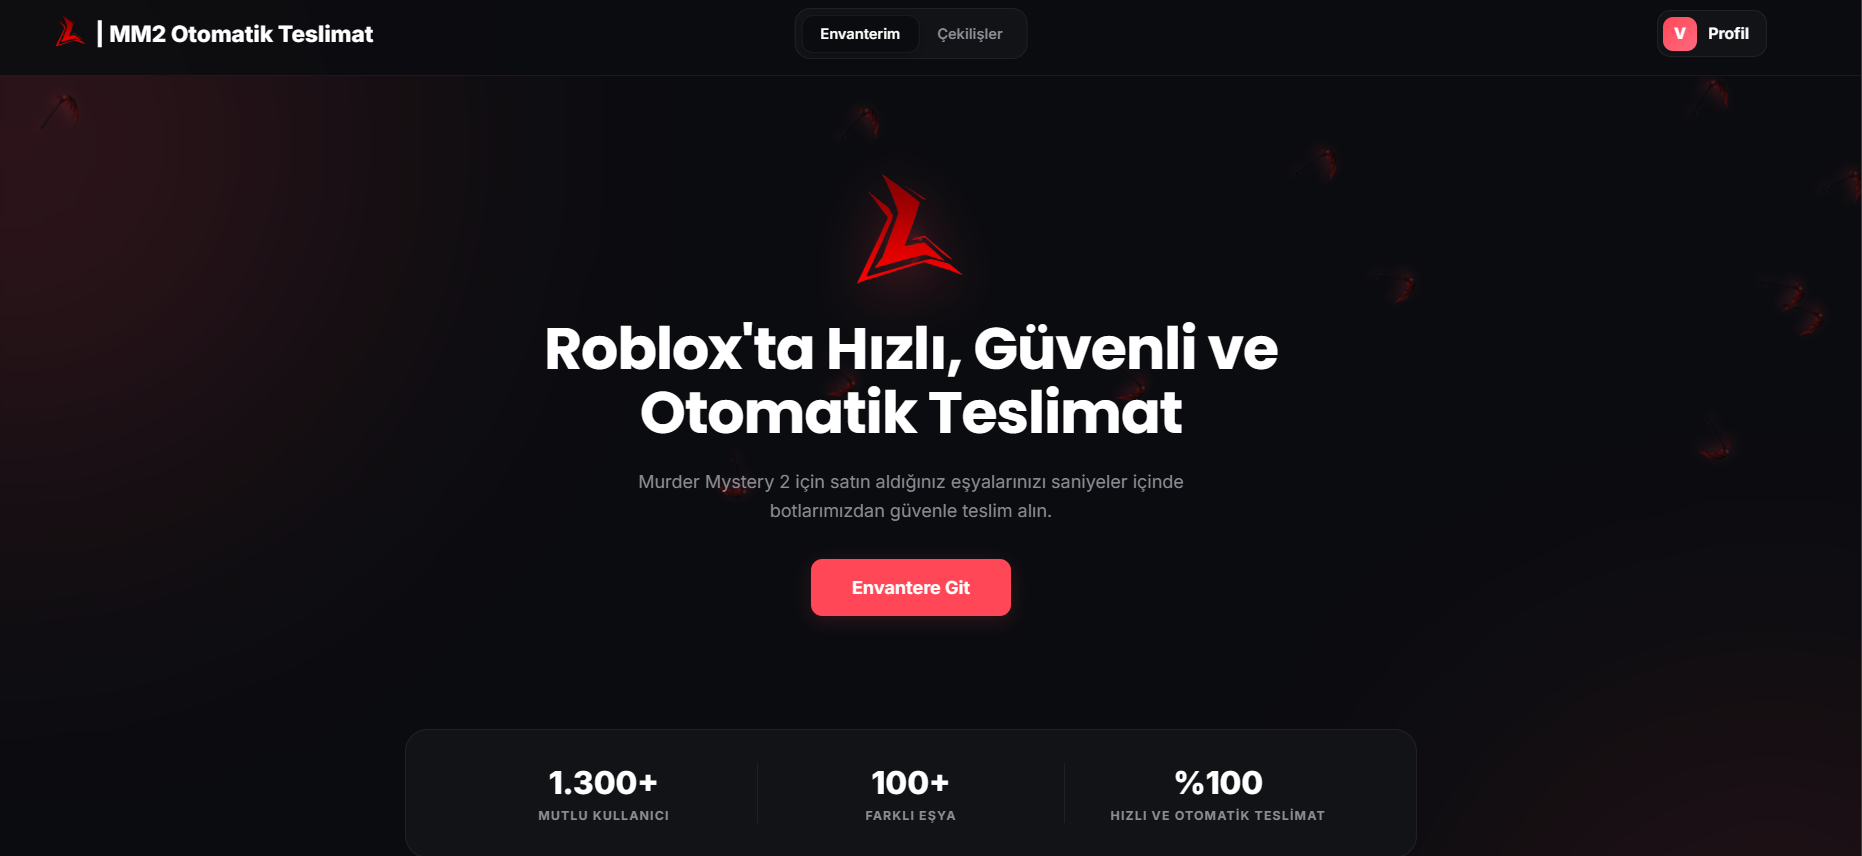 | MM2 Otomatik Teslimat
Envanterim
Çekilişler
V
Profil
Roblox'ta Hızlı, Güvenli ve
Otomatik Teslimat
Murder Mystery 2 için satın aldığınız eşyalarınızı saniyeler içinde
botlarımızdan güvenle teslim alın.
Envantere Git
1.300+
MUTLU KULLANICI
100+
FARKLI EŞYA
%100
HIZLI VE OTOMATİK TESLİMAT